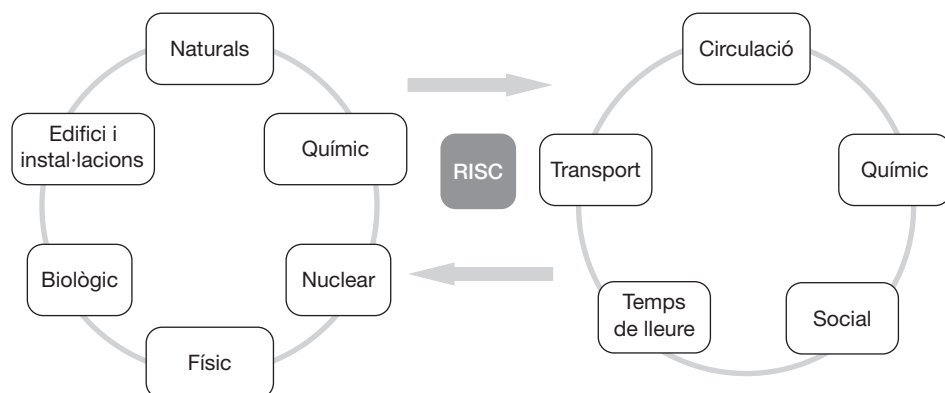 Naturals
Edifici i
instal·lacions
Químic
Biològic
Nuclear
Físic
RISC
Circulació
Transport
Químic
Temps
de lleure
Social